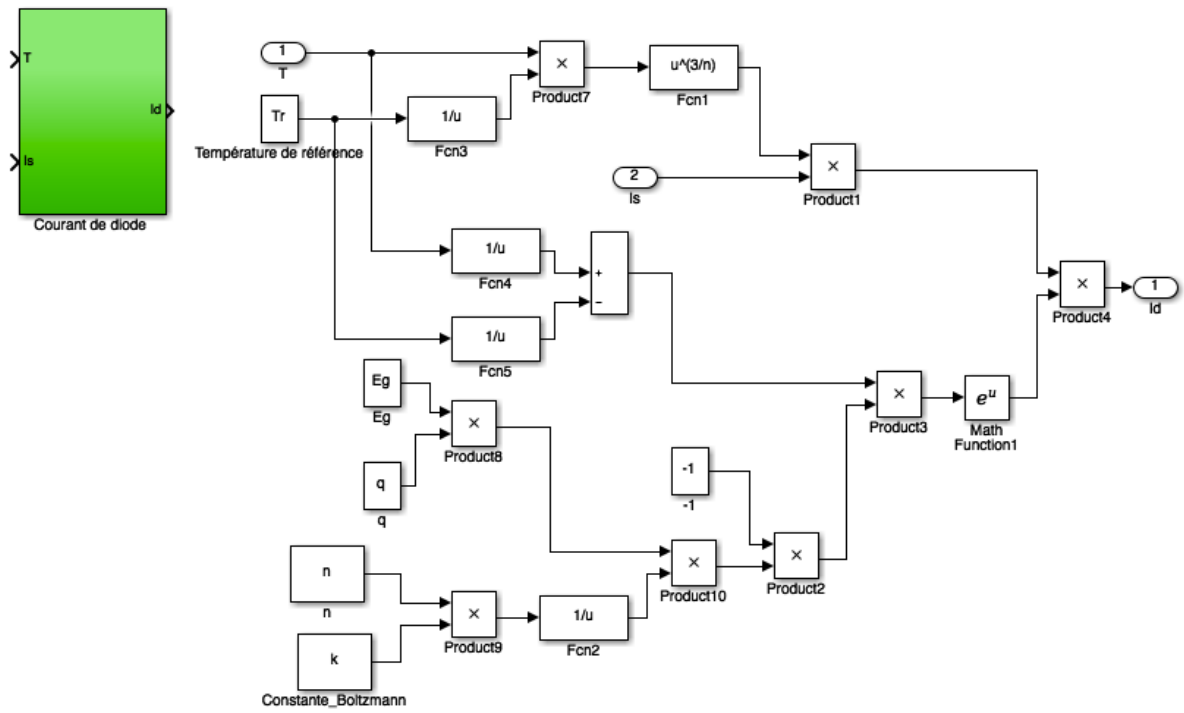 T
Id
Is
Courant de diode
1
T
×
Product7
u^(3/n)
Fcn1
Tr
Température de référence
1/u
Fcn3
2
Is
×
Product1
1/u
Fcn4
+
−
1/u
Fcn5
×
Product4
1
Id
Eg
Eg
×
Product8
q
q
×
Product3
e^u
Math
Function1
-1
-1
×
Product2
×
Product10
n
n
×
Product9
1/u
Fcn2
k
Constante_Boltzmann